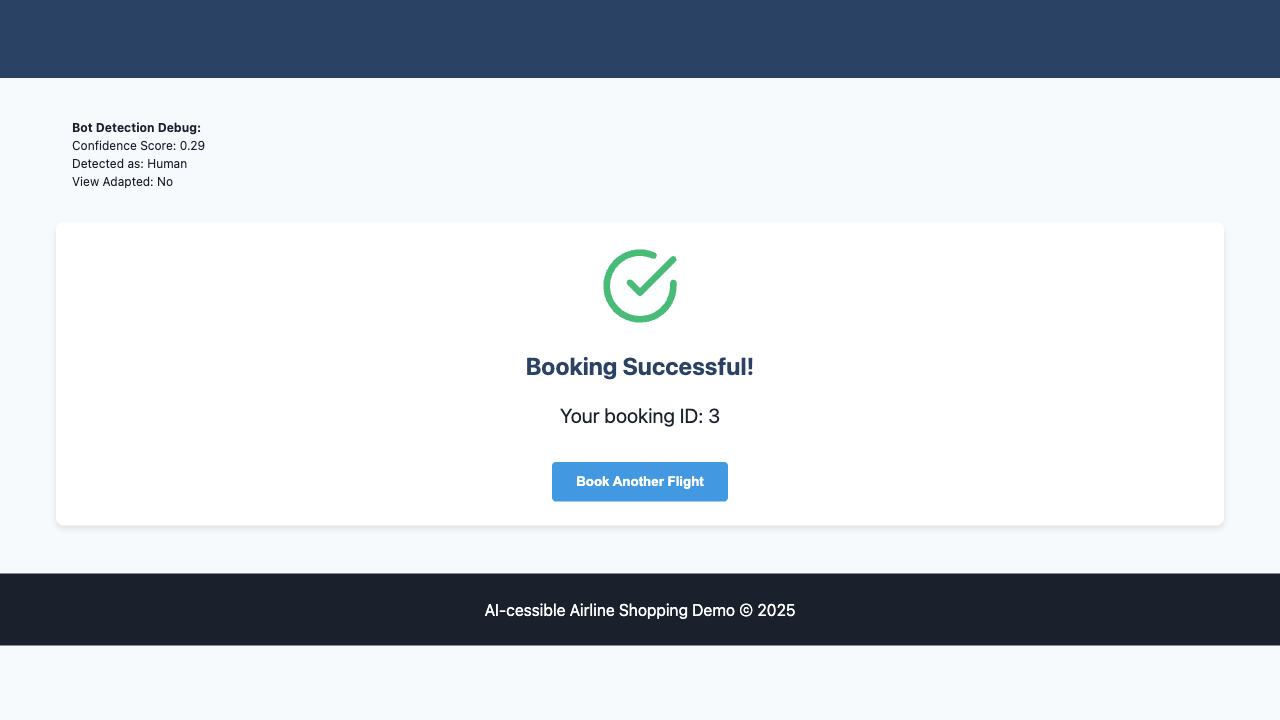 Bot Detection Debug:
Confidence Score: 0.29
Detected as: Human
View Adapted: No
Booking Successful!
Your booking ID: 3
Book Another Flight
AI-cessible Airline Shopping Demo © 2025